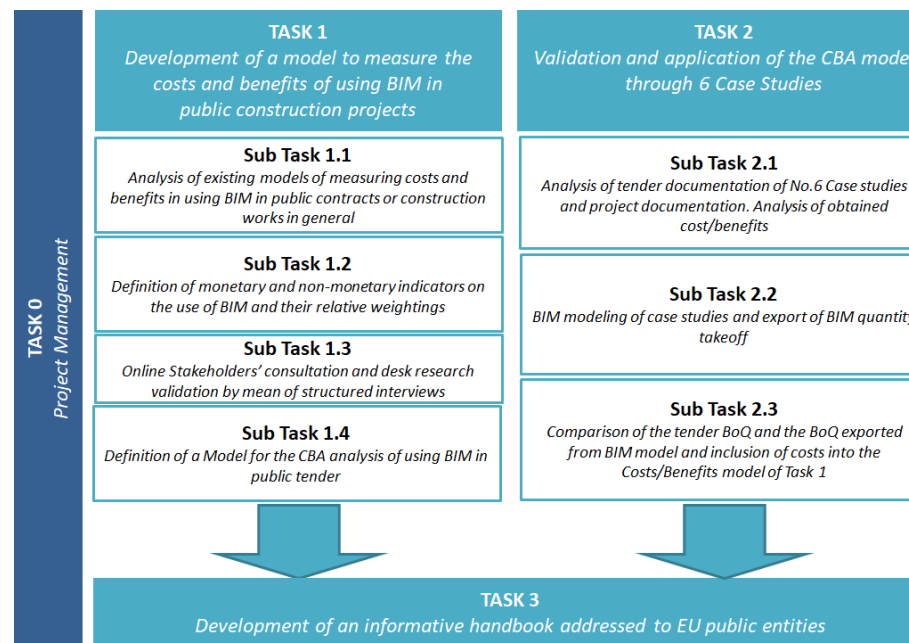 TASK 0
Project Management
TASK 1
Development of a model to measure the
costs and benefits of using BIM in
public construction projects
Sub Task 1.1
Analysis of existing models of measuring costs and
benefits in using BIM in public contracts or construction
works in general
Sub Task 1.2
Definition of monetary and non-monetary indicators on
the use of BIM and their relative weightings
Sub Task 1.3
Online Stakeholders’ consultation and desk research
validation by mean of structured interviews
Sub Task 1.4
Definition of a Model for the CBA analysis of using BIM in
public tender
TASK 2
Validation and application of the CBA model
through 6 Case Studies
Sub Task 2.1
Analysis of tender documentation of No.6 Case studies
and project documentation. Analysis of obtained
cost/benefits
Sub Task 2.2
BIM modeling of case studies and export of BIM quantity
takeoff
Sub Task 2.3
Comparison of the tender BoQ and the BoQ exported
from BIM model and inclusion of costs into the
Costs/Benefits model of Task 1
TASK 3
Development of an informative handbook addressed to EU public entities